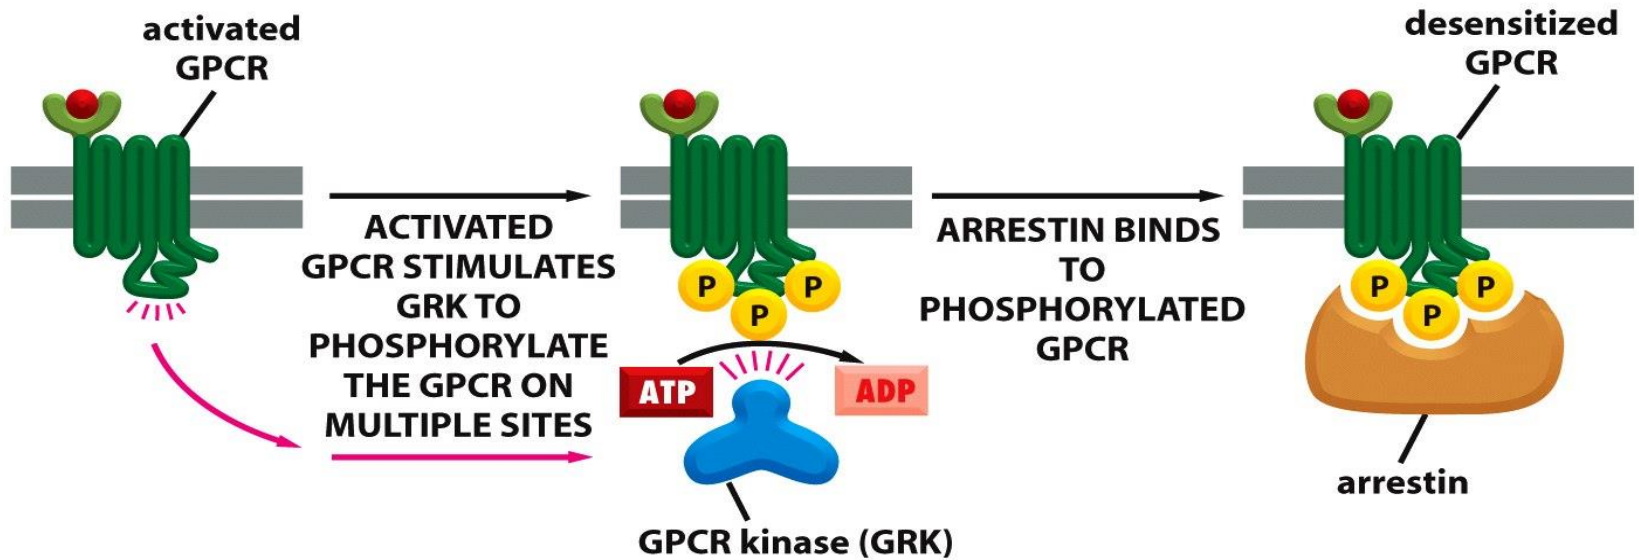 activated
GPCR
ACTIVATED
GPCR STIMULATES
GRK TO
PHOSPHORYLATE
THE GPCR ON
MULTIPLE SITES
P
P
P
ATP
ADP
GPCR kinase (GRK)
ARRESTIN BINDS
TO
PHOSPHORYLATED
GPCR
desensitized
GPCR
P
P
P
arrestin